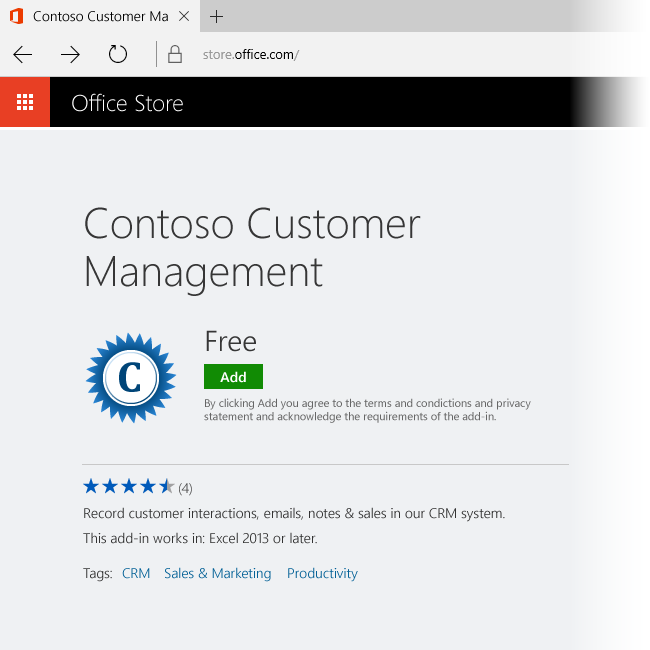 Contoso Customer Ma
store.office.com/
Office Store
Contoso Customer
Management
C
Free
Add
By clicking Add you agree to the terms and condictions and privacy
statement and acknowledge the requirements of the add-in.
(4)
Record customer interactions, emails, notes & sales in our CRM system.
This add-in works in: Excel 2013 or later.
Tags: CRM Sales & Marketing Productivity